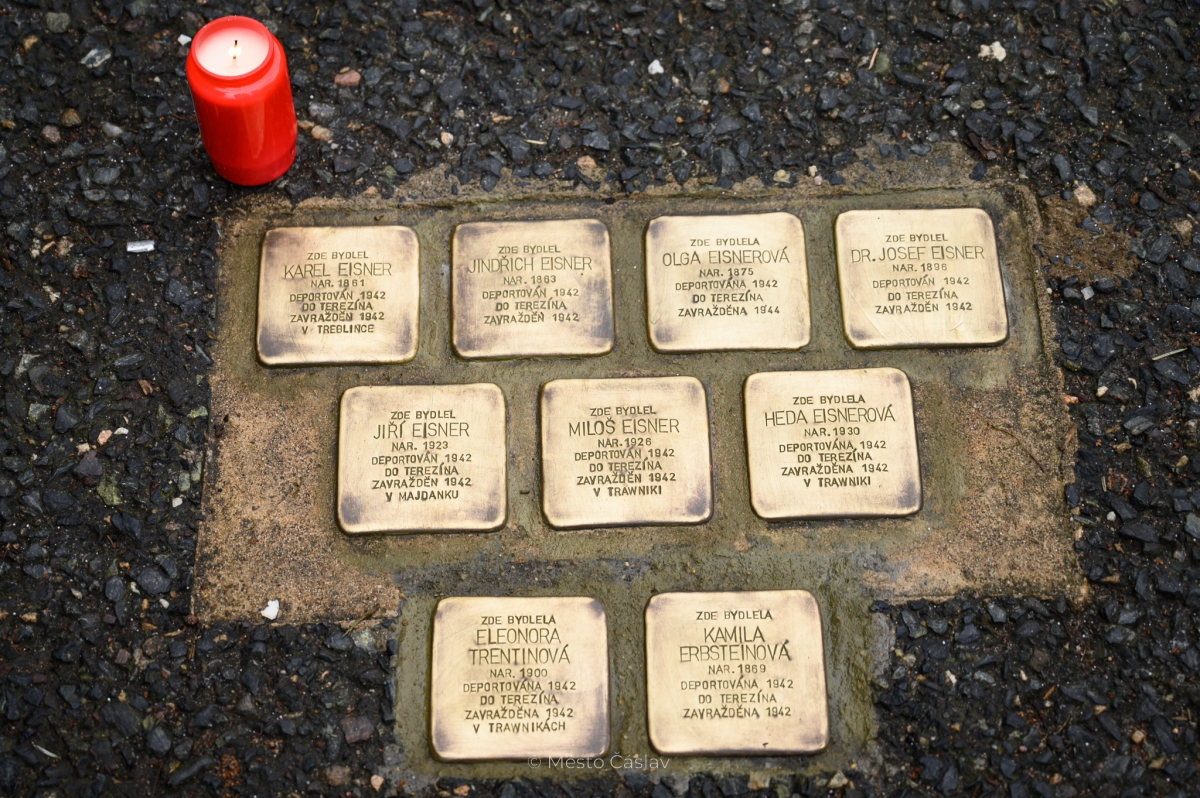 ZDE BYDLEL
KAREL EISNER
NAR. 1861
DEPORTOVÁN 1942
DO TEREZÍNA
ZAVRAŽDĚN 1942
V TREBLINCE
ZDE BYDLEL
JINDŘICH EISNER
NAR. 1863
DEPORTOVÁN 1942
DO TEREZÍNA
ZAVRAŽDĚN 1942
ZDE BYDLELA
OLGA EISNEROVÁ
NAR. 1875
DEPORTOVÁNA 1942
DO TEREZÍNA
ZAVRAŽDĚNA 1944
ZDE BYDLEL
DR. JOSEF EISNER
NAR. 1896
DEPORTOVÁN 1942
DO TEREZÍNA
ZAVRAŽDĚN 1942
ZDE BYDLEL
JIŘÍ EISNER
NAR. 1923
DEPORTOVÁN 1942
DO TEREZÍNA
ZAVRAŽDĚN 1942
V MAJDANKU
ZDE BYDLEL
MILOŠ EISNER
NAR. 1926
DEPORTOVÁN 1942
DO TEREZÍNA
ZAVRAŽDĚN 1942
V TRAWNIKI
ZDE BYDLELA
HEDA EISNEROVÁ
NAR. 1930
DEPORTOVÁNA 1942
DO TEREZÍNA
ZAVRAŽDĚNA 1942
V TRAWNIKI
ZDE BYDLELA
ELEONORA
TRENTINOVÁ
NAR. 1900
DEPORTOVÁNA 1942
DO TEREZÍNA
ZAVRAŽDĚNA 1942
V TRAWNIKÁCH
ZDE BYDLELA
KAMILA
ERBSTEINOVÁ
NAR. 1869
DEPORTOVÁNA 1942
DO TEREZÍNA
ZAVRAŽDĚNA 1942
© Město Čáslav